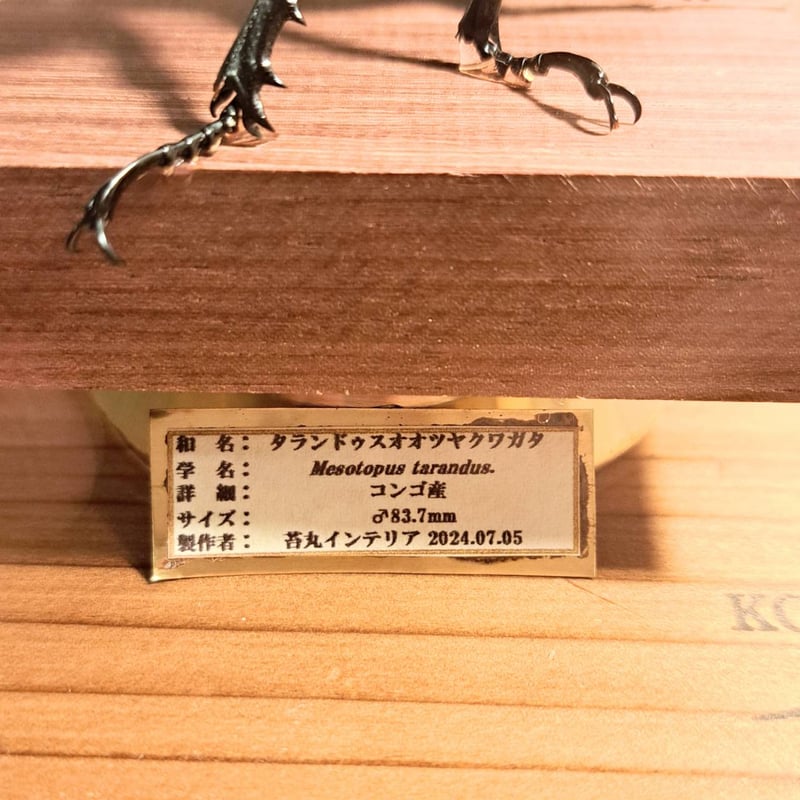 和 名： タランドゥスオオツヤクワガタ
学 名： Mesotopus tarandus.
詳 細： コンゴ産
サイズ： ♂83.7mm
製作者： 苔丸インテリア 2024.07.05
KO